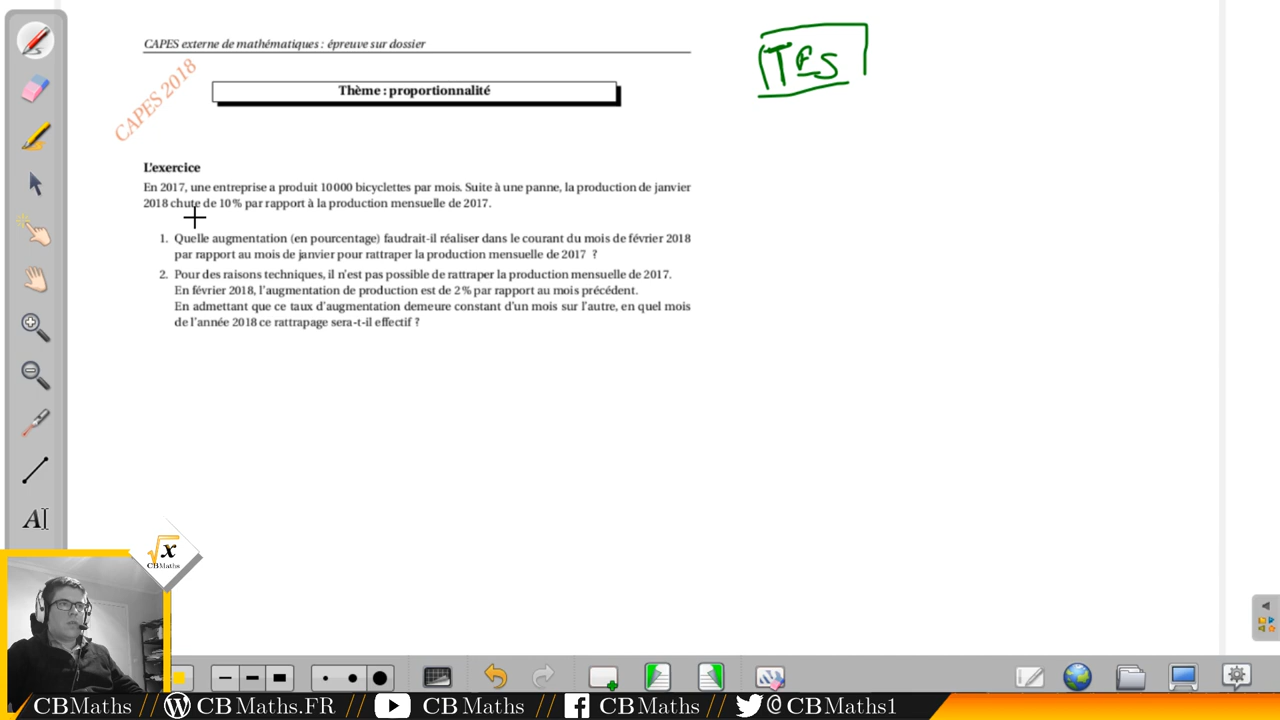 CAPES externe de mathématiques : épreuve sur dossier
TES
CAPES 2018
Thème : proportionnalité
L'exercice
En 2017, une entreprise a produit 10 000 bicyclettes par mois. Suite à une panne, la production de janvier
2018 chute de 10 % par rapport à la production mensuelle de 2017.
1. Quelle augmentation (en pourcentage) faudrait-il réaliser dans le courant du mois de février 2018
par rapport au mois de janvier pour rattraper la production mensuelle de 2017 ?
2. Pour des raisons techniques, il n'est pas possible de rattraper la production mensuelle de 2017.
En février 2018, l'augmentation de production est de 2 % par rapport au mois précédent.
En admettant que ce taux d'augmentation demeure constant d'un mois sur l'autre, en quel mois
de l'année 2018 ce rattrapage sera-t-il effectif ?
AI
√x
CBMaths
CBMaths // CBMaths.FR // CBMaths // CBMaths // @CBMaths1